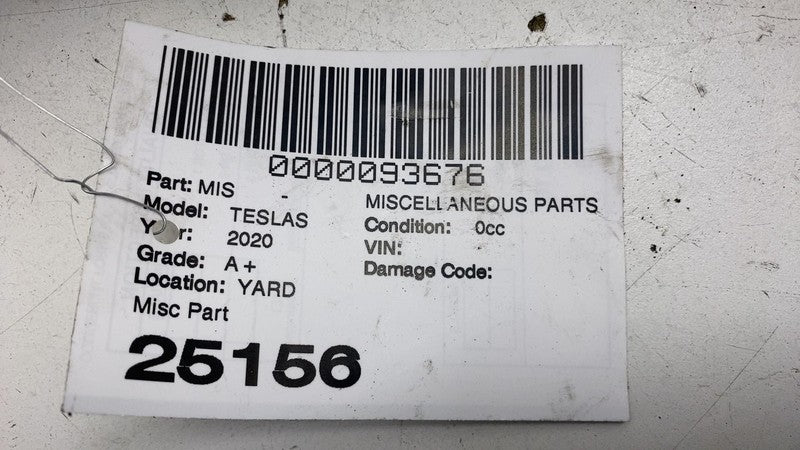 0000093676
Part: MIS - MISCELLANEOUS PARTS
Model: TESLAS Condition: 0cc
Year: 2020 VIN:
Grade: A+ Damage Code:
Location: YARD
Misc Part
25156